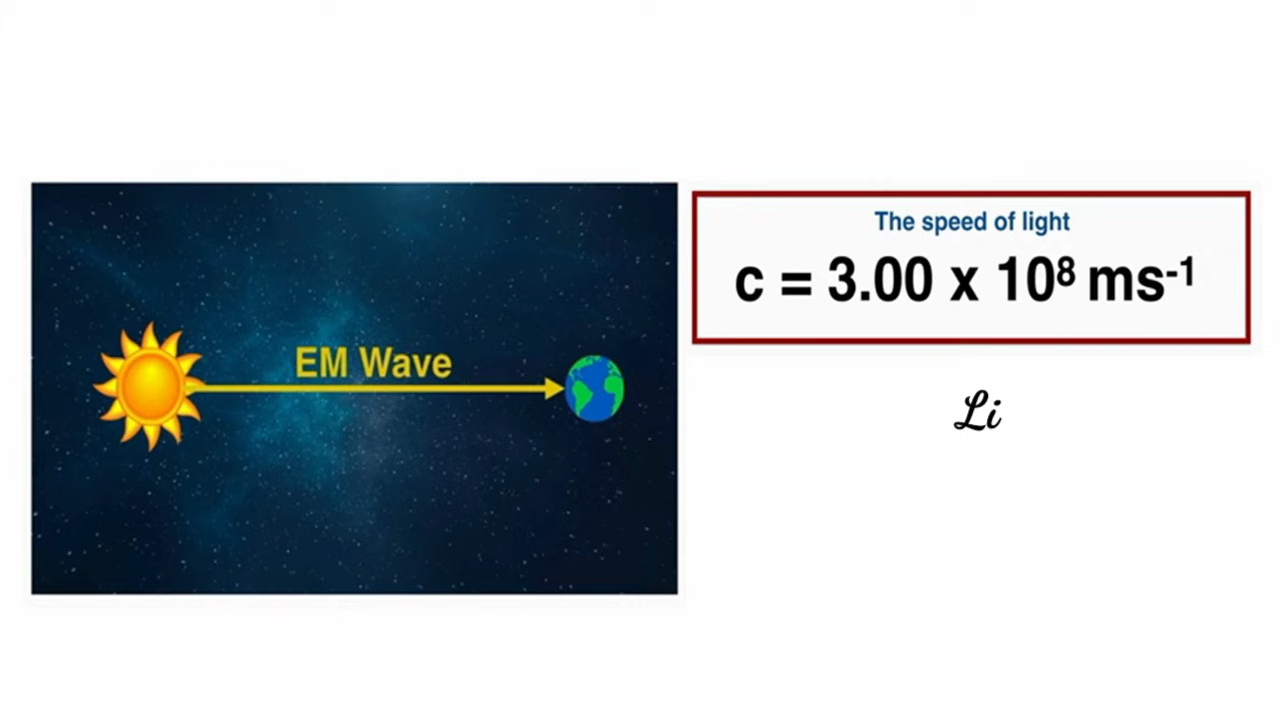 EM Wave
The speed of light
c = 3.00 x 10⁸ ms⁻¹
Li